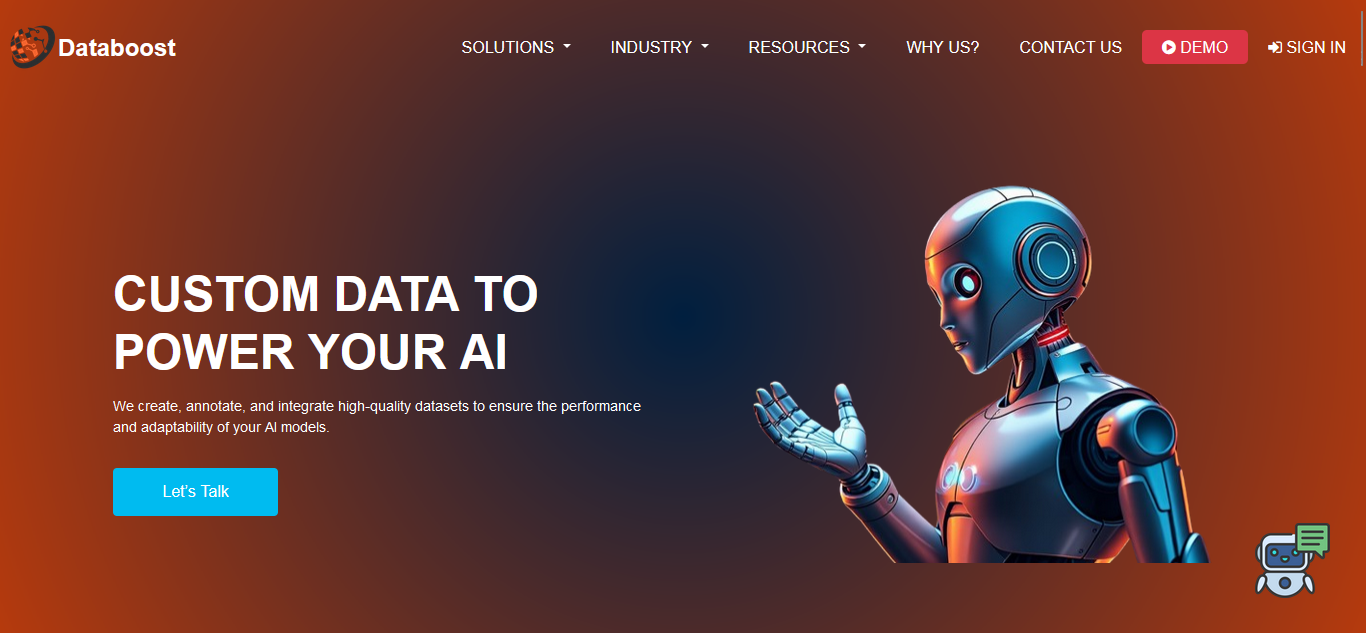 Databoost
SOLUTIONS
INDUSTRY
RESOURCES
WHY US?
CONTACT US
DEMO
SIGN IN
CUSTOM DATA TO
POWER YOUR AI
We create, annotate, and integrate high-quality datasets to ensure the performance
and adaptability of your AI models.
Let's Talk